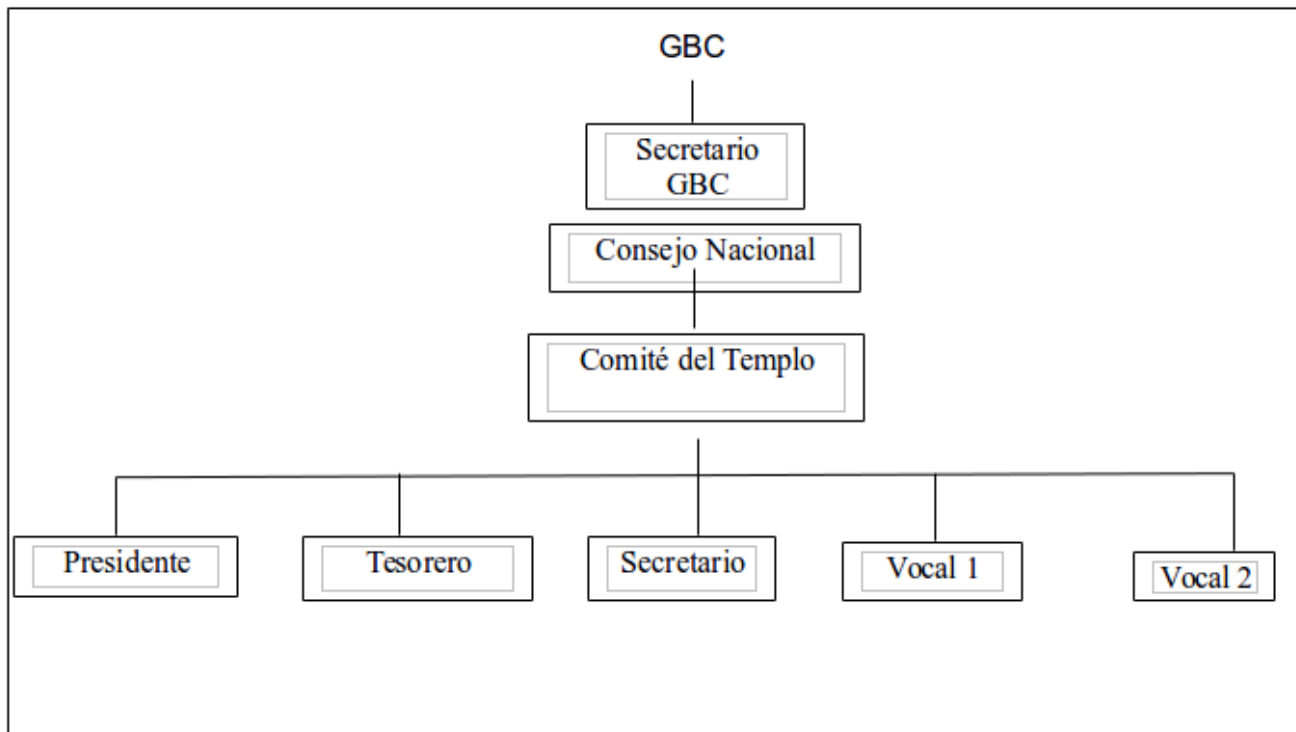 GBC
Secretario
GBC
Consejo Nacional
Comité del Templo
Presidente
Tesorero
Secretario
Vocal 1
Vocal 2